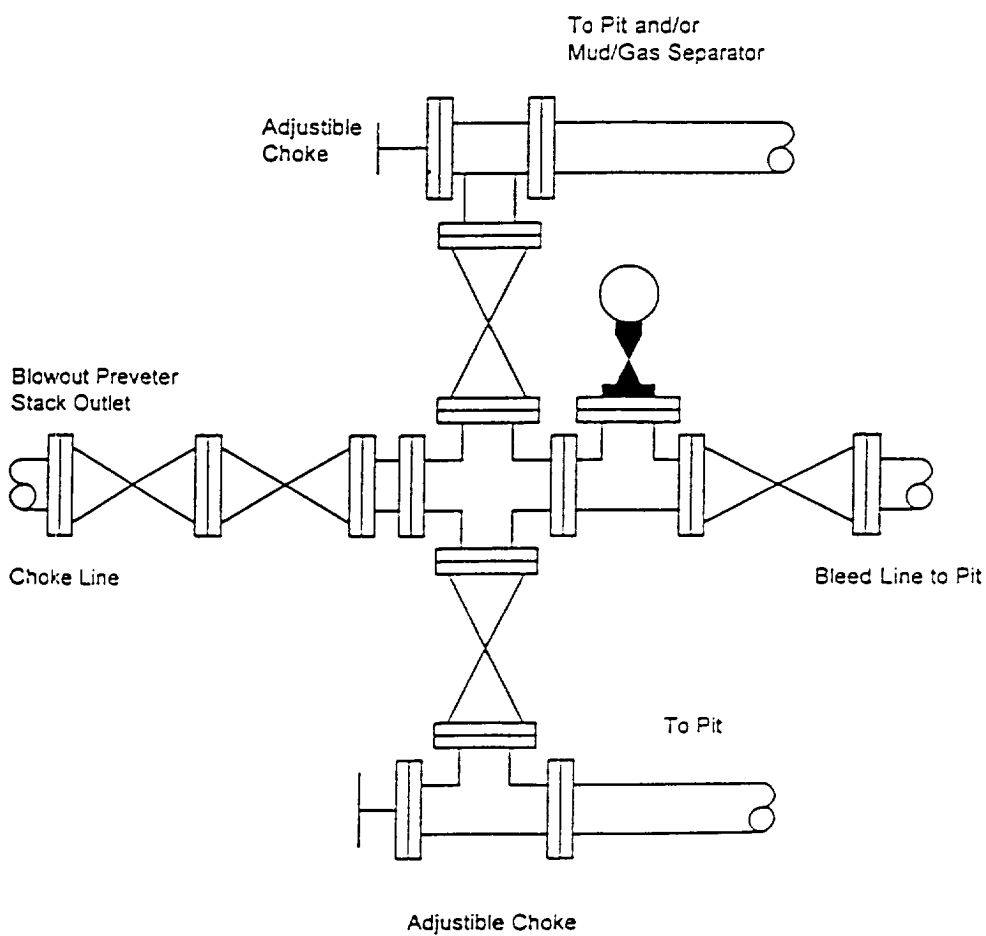 To Pit and/or
Mud/Gas Separator
Adjustible
Choke
Blowout Preveter
Stack Outlet
Choke Line
Bleed Line to Pit
To Pit
Adjustible Choke